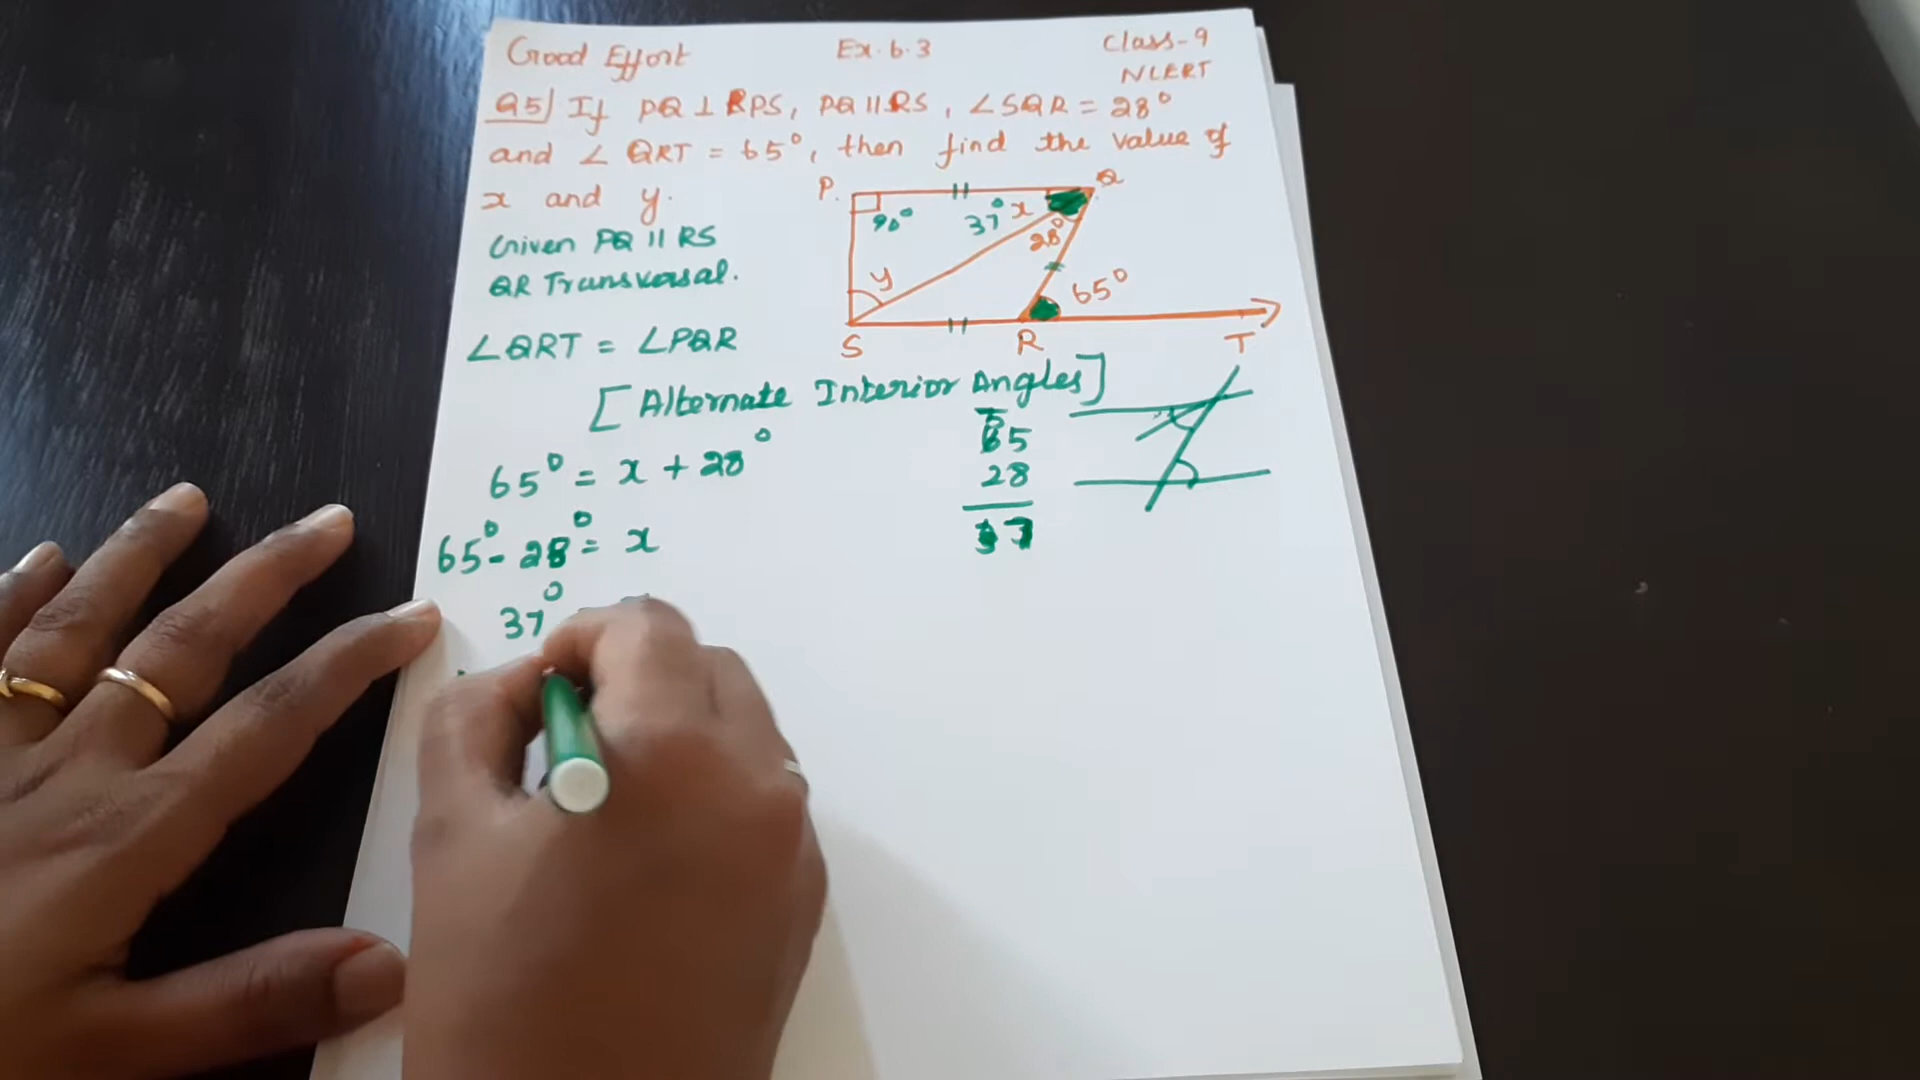 Good Effort Ex. 6.3 Class-9
NCERT
Q5) If PQ ⊥ PS, PQ || RS, ∠SQR = 28°
and ∠ QRT = 65°, then find the value of
x and y.
P Q
90° 37° x
28°
y
65°
S R T
Given PQ || RS
QR Transversal.
∠QRT = ∠PQR
[Alternate Interior Angles]
65° = x + 28°
65° - 28° = x
37°
65
28
37